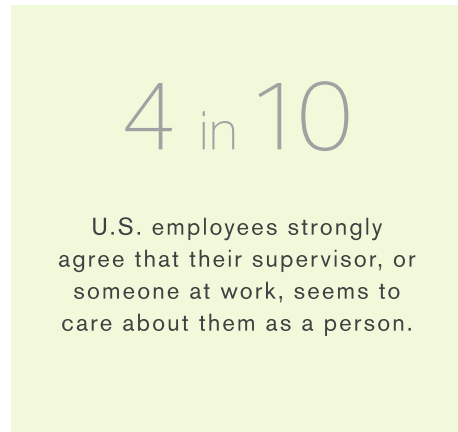 4 in 10
U.S. employees strongly
agree that their supervisor, or
someone at work, seems to
care about them as a person.